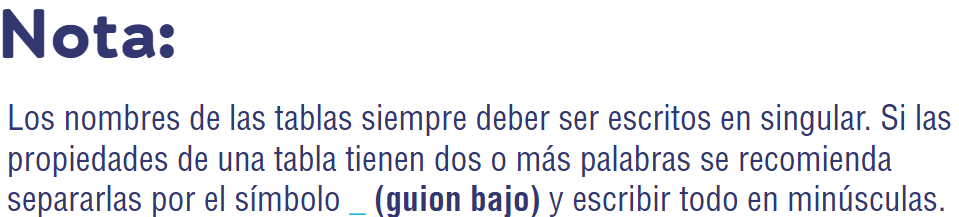 Nota:
Los nombres de las tablas siempre deber ser escritos en singular. Si las
propiedades de una tabla tienen dos o más palabras se recomienda
separarlas por el símbolo _ (guion bajo) y escribir todo en minúsculas.